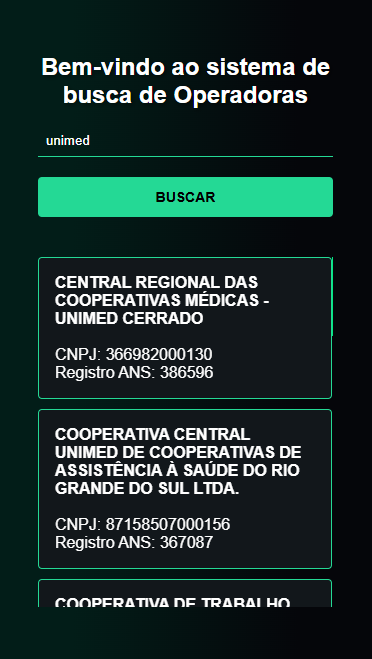 Bem-vindo ao sistema de
busca de Operadoras
unimed
BUSCAR
CENTRAL REGIONAL DAS
COOPERATIVAS MÉDICAS -
UNIMED CERRADO
CNPJ: 366982000130
Registro ANS: 386596
COOPERATIVA CENTRAL
UNIMED DE COOPERATIVAS DE
ASSISTÊNCIA À SAÚDE DO RIO
GRANDE DO SUL LTDA.
CNPJ: 87158507000156
Registro ANS: 367087
COOPERATIVA DE TRABALHO